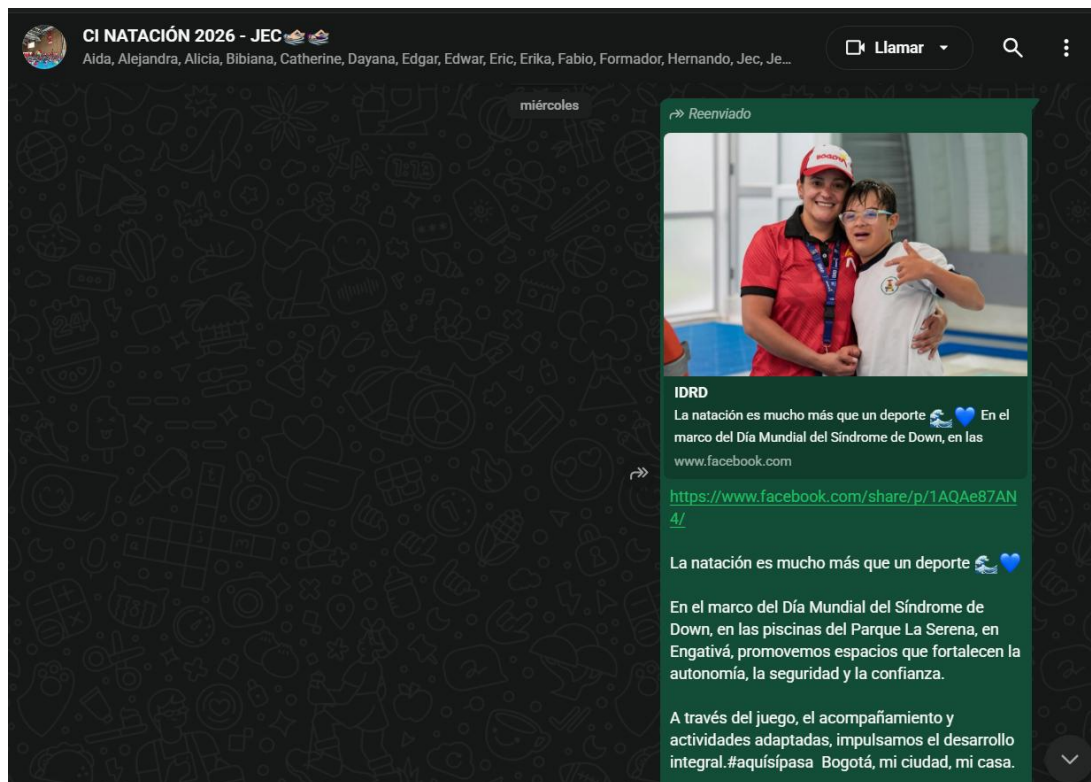 CI NATACIÓN 2026 - JEC🏊🏻🏊🏻
Aida, Alejandra, Alicia, Bibiana, Catherine, Dayana, Edgar, Edwar, Eric, Erika, Fabio, Formador, Hernando, Jec, Je...
Llamar
miércoles
Reenviado
BOGOTÁ
IDRD
La natación es mucho más que un deporte 🌊 💙 En el
marco del Día Mundial del Síndrome de Down, en las
www.facebook.com
https://www.facebook.com/share/p/1AQAe87AN
4/
La natación es mucho más que un deporte 🌊 💙
En el marco del Día Mundial del Síndrome de
Down, en las piscinas del Parque La Serena, en
Engativá, promovemos espacios que fortalecen la
autonomía, la seguridad y la confianza.
A través del juego, el acompañamiento y
actividades adaptadas, impulsamos el desarrollo
integral.#aquísípasa Bogotá, mi ciudad, mi casa.